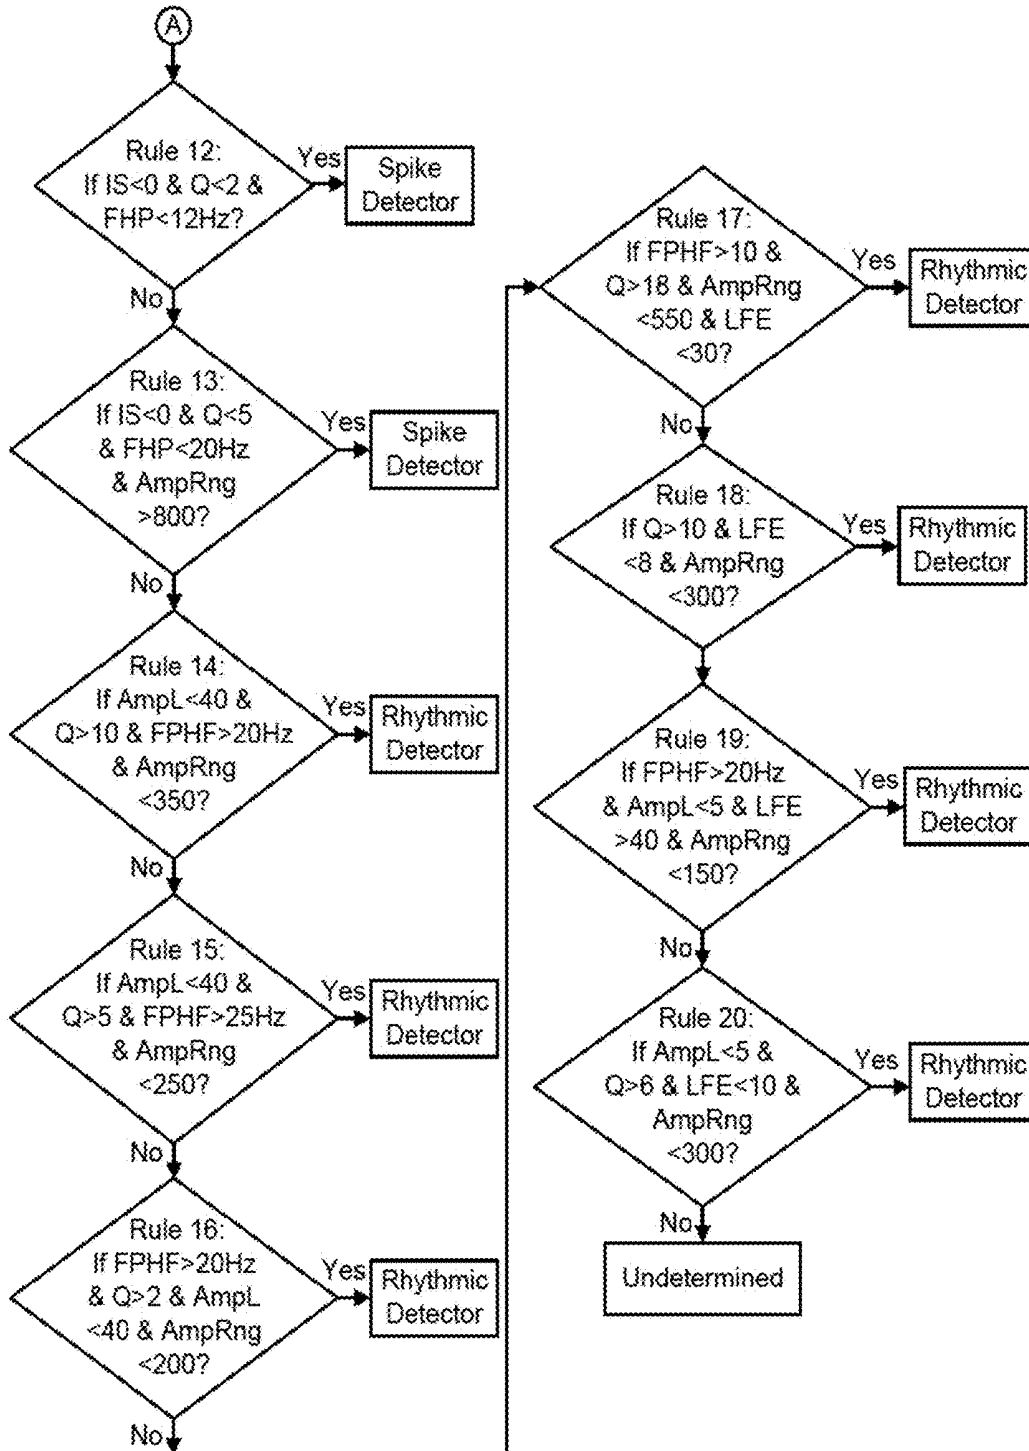 A
Rule 12:
If IS<0 & Q<2 &
FHP<12Hz?
Yes
Spike
Detector
No
Rule 13:
If IS<0 & Q<5
& FHP<20Hz
& AmpRng
>800?
Yes
Spike
Detector
No
Rule 14:
If AmpL<40 &
Q>10 & FPHF>20Hz
& AmpRng
<350?
Yes
Rhythmic
Detector
No
Rule 15:
If AmpL<40 &
Q>5 & FPHF>25Hz
& AmpRng
<250?
Yes
Rhythmic
Detector
No
Rule 16:
If FPHF>20Hz
& Q>2 & AmpL
<40 & AmpRng
<200?
Yes
Rhythmic
Detector
No
Rule 17:
If FPHF>10 &
Q>18 & AmpRng
<550 & LFE
<30?
Yes
Rhythmic
Detector
No
Rule 18:
If Q>10 & LFE
<8 & AmpRng
<300?
Yes
Rhythmic
Detector
Rule 19:
If FPHF>20Hz
& AmpL<5 & LFE
>40 & AmpRng
<150?
Yes
Rhythmic
Detector
No
Rule 20:
If AmpL<5 &
Q>6 & LFE<10 &
AmpRng
<300?
Yes
Rhythmic
Detector
No
Undetermined